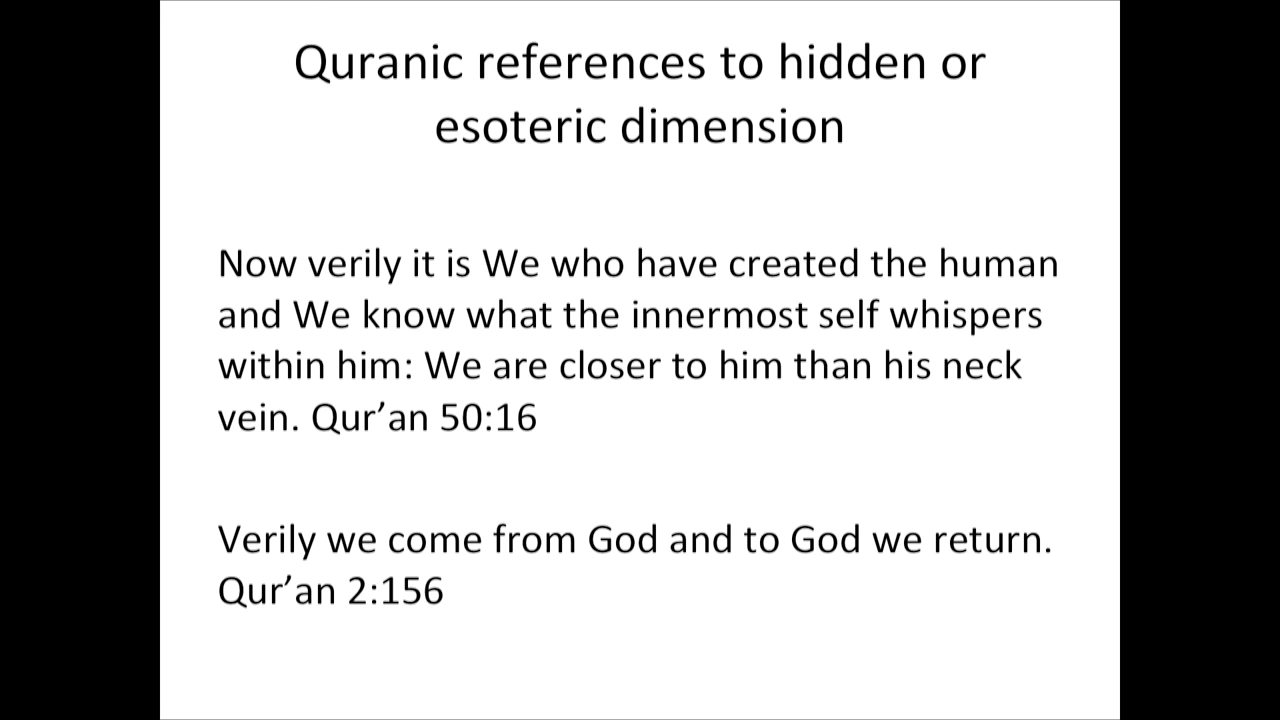 Quranic references to hidden or
esoteric dimension
Now verily it is We who have created the human
and We know what the innermost self whispers
within him: We are closer to him than his neck
vein. Qur’an 50:16
Verily we come from God and to God we return.
Qur’an 2:156